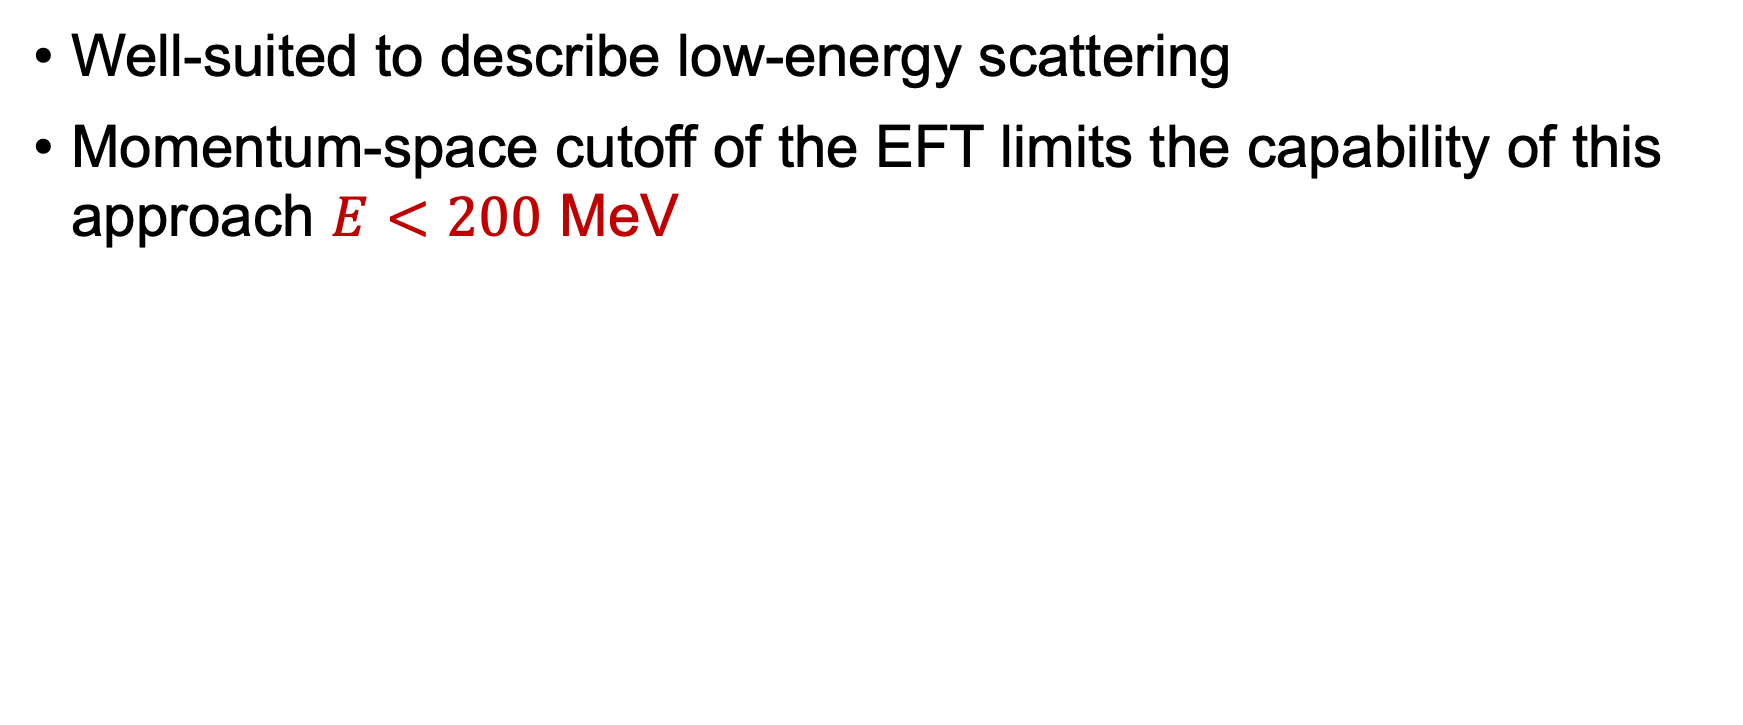 • Well-suited to describe low-energy scattering
• Momentum-space cutoff of the EFT limits the capability of this
approach E < 200 MeV